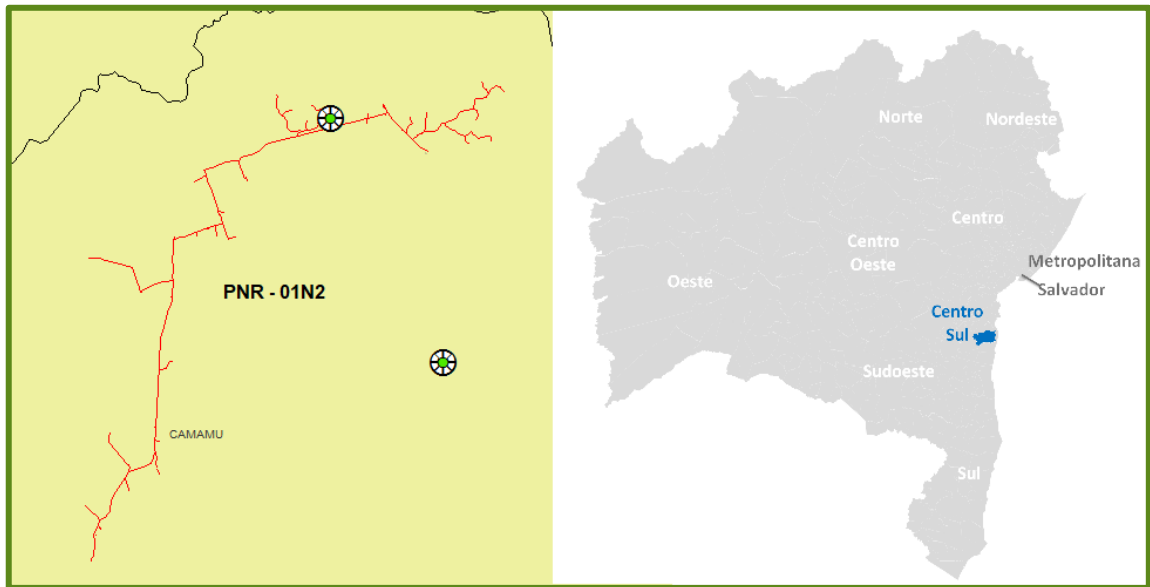 PNR - 01N2
CAMAMU
Norte
Nordeste
Centro
Centro
Oeste
Oeste
Metropolitana
Salvador
Centro
Sul
Sudoeste
Sul